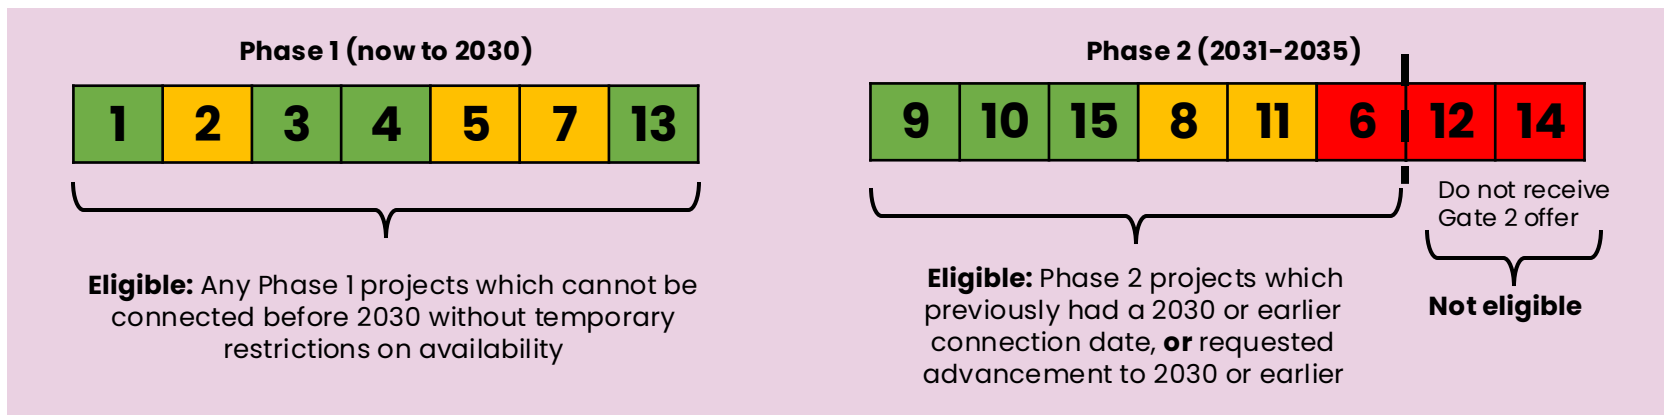 Phase 1 (now to 2030)
1 2 3 4 5 7 13
Eligible: Any Phase 1 projects which cannot be
connected before 2030 without temporary
restrictions on availability
Phase 2 (2031-2035)
9 10 15 8 11 6 12 14
Eligible: Phase 2 projects which
previously had a 2030 or earlier
connection date, or requested
advancement to 2030 or earlier
Do not receive
Gate 2 offer
Not eligible